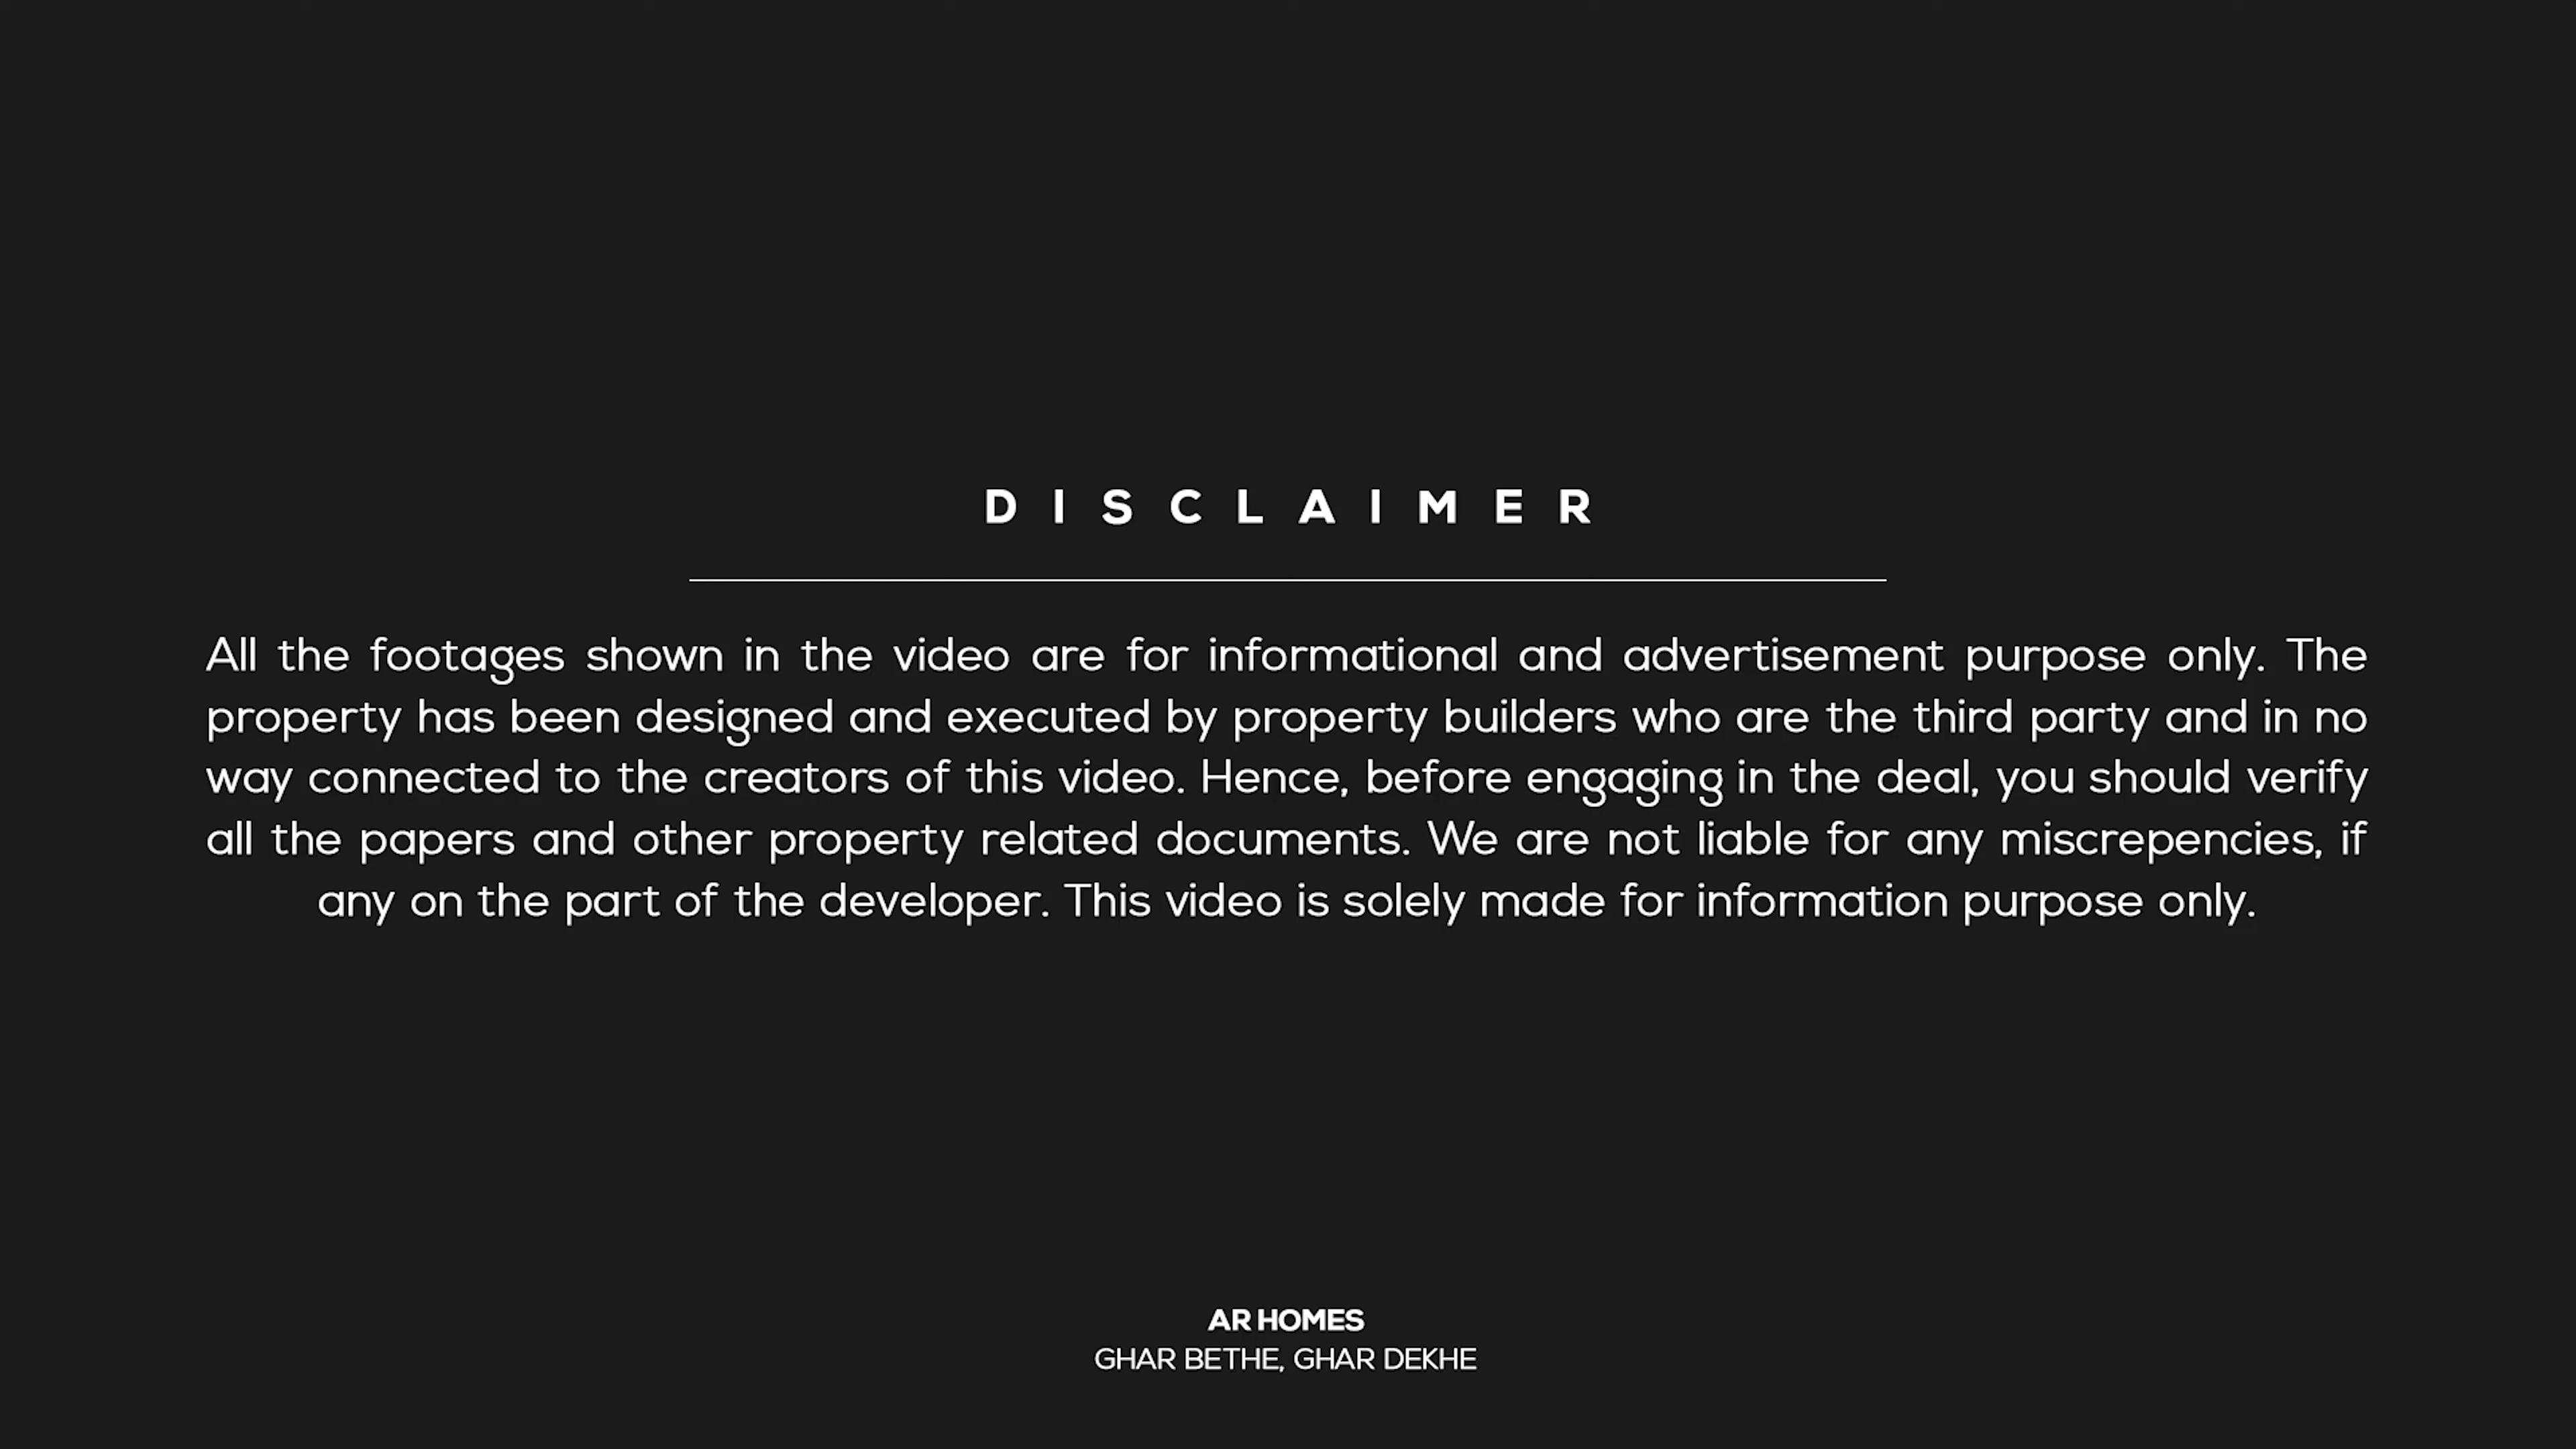 DISCLAIMER
All the footages shown in the video are for informational and advertisement purpose only. The
property has been designed and executed by property builders who are the third party and in no
way connected to the creators of this video. Hence, before engaging in the deal, you should verify
all the papers and other property related documents. We are not liable for any miscrepencies, if
any on the part of the developer. This video is solely made for information purpose only.
AR HOMES
GHAR BETHE, GHAR DEKHE